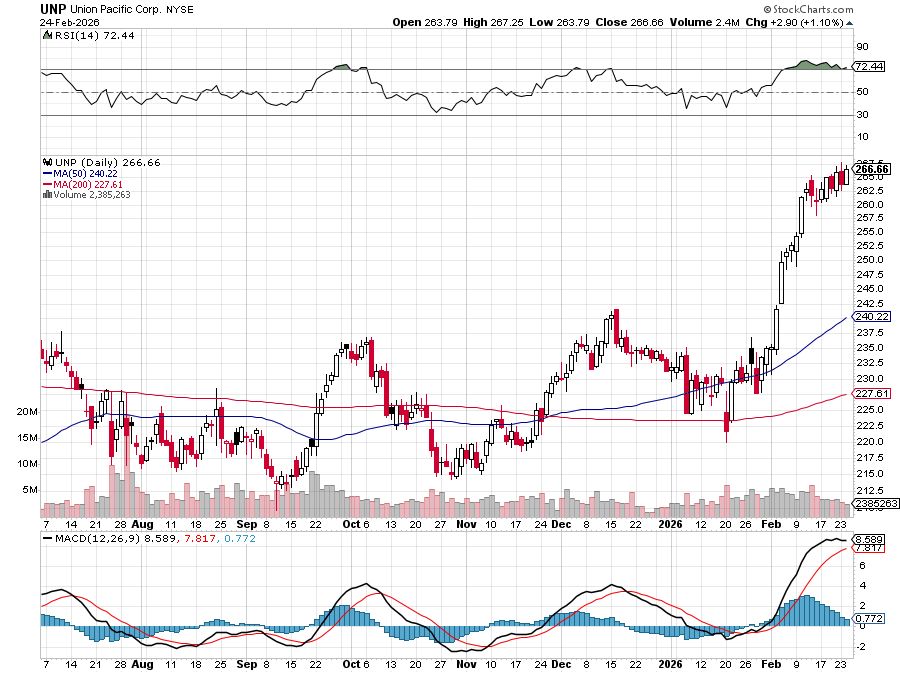 UNP Union Pacific Corp. NYSE
© StockCharts.com
24-Feb-2026
Open 263.79 High 267.25 Low 263.79 Close 266.66 Volume 2.4M Chg +2.90 (+1.10%)
RSI(14) 72.44
90
72.44
50
30
10
UNP (Daily) 266.66
MA(50) 240.22
MA(200) 227.61
Volume 2,385,263
266.66
265.0
262.5
260.0
257.5
255.0
252.5
250.0
247.5
245.0
242.5
240.22
237.5
235.0
232.5
230.0
227.61
225.0
222.5
220.0
217.5
215.0
212.5
2385263
20M
15M
10M
5M
7 14 21 28 Aug 11 18 25 Sep 8 15 22 Oct 6 13 20 27 Nov 10 17 24 Dec 8 15 22 2026 12 20 26 Feb 9 17 23
MACD(12,26,9) 8.589, 7.817, 0.772
8.589
7.817
6
4
2
0.772
0
-2
7 14 21 28 Aug 11 18 25 Sep 8 15 22 Oct 6 13 20 27 Nov 10 17 24 Dec 8 15 22 2026 12 20 26 Feb 9 17 23